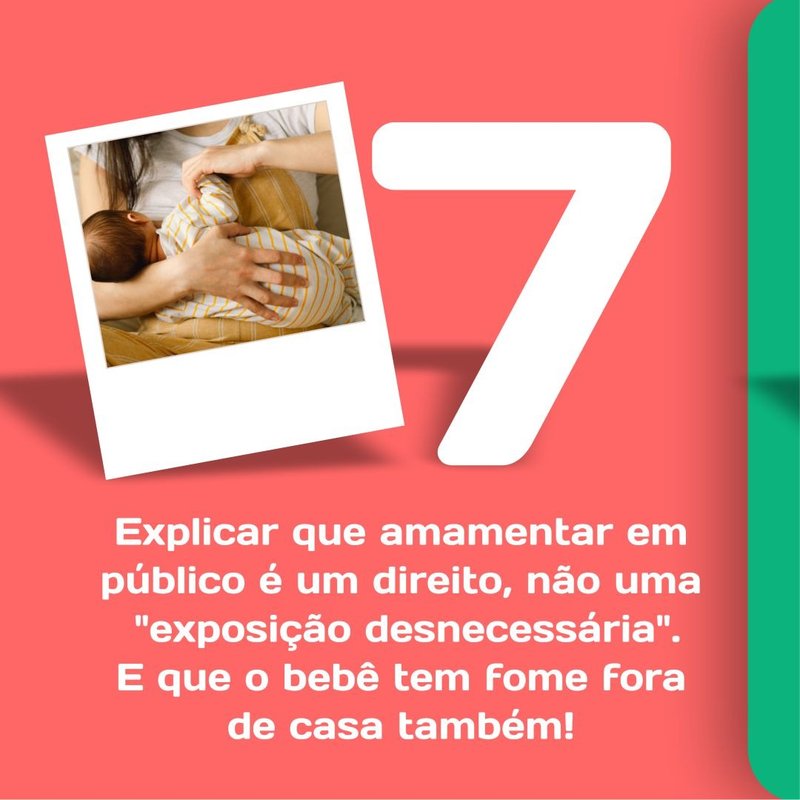 7
Explicar que amamentar em
público é um direito, não uma
"exposição desnecessária".
E que o bebê tem fome fora
de casa também!